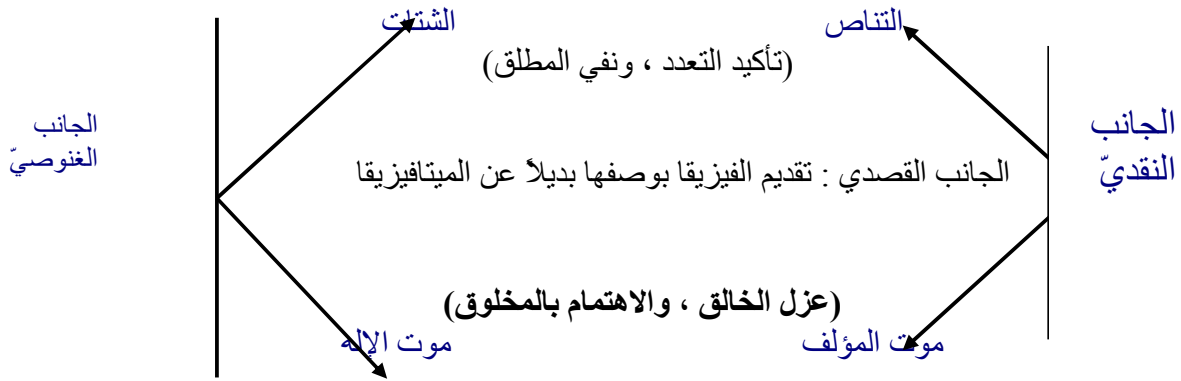 التناص
الشتات
(تأكيد التعدد ، ونفي المطلق)
الجانب
النقديّ
الجانب القصدي : تقديم الفيزيقا بوصفها بديلاً عن الميتافيزيقا
الجانب
الغنوصيّ
(عزل الخالق ، والاهتمام بالمخلوق)
موت المؤلف
موت الإله